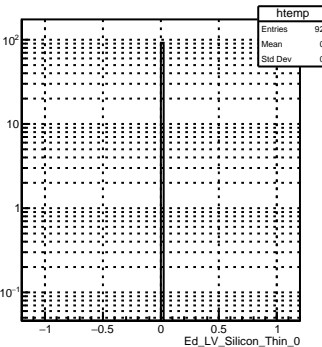 htemp
Entries 92
Mean 0
Std Dev 0
10²
10
1
10⁻¹
−1 −0.5 0 0.5 1
Ed_LV_Silicon_Thin_0